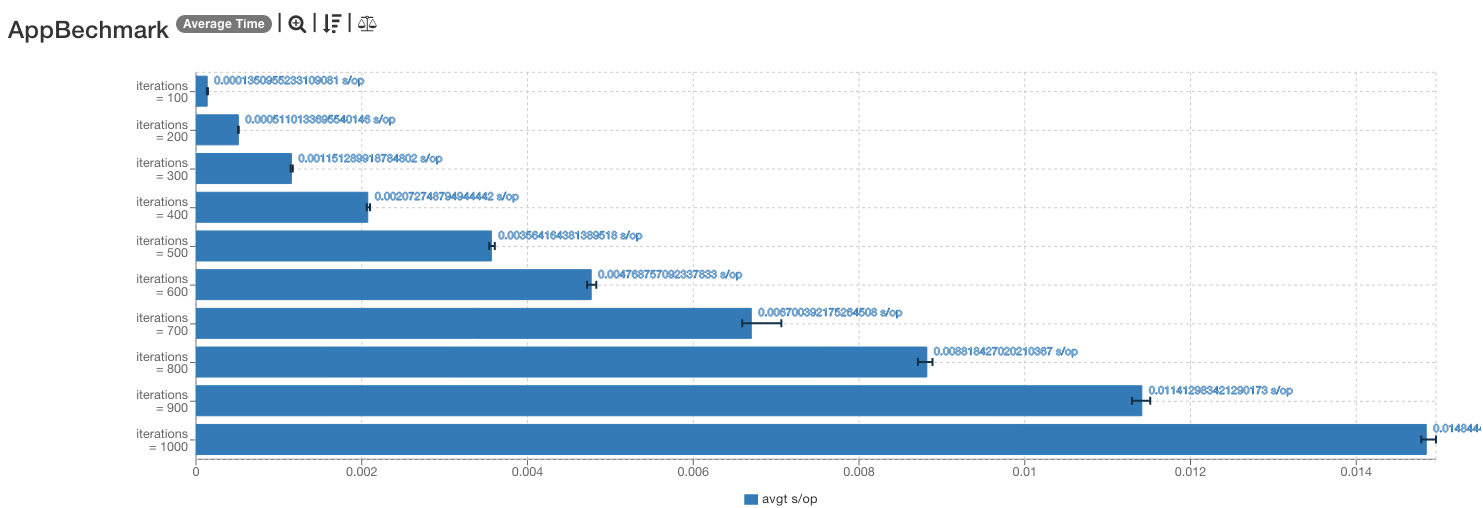 AppBechmark Average Time
iterations
= 100
0.0001350955233109081 s/op
iterations
= 200
0.0005110133695540146 s/op
iterations
= 300
0.001151289918784802 s/op
iterations
= 400
0.002072748794944442 s/op
iterations
= 500
0.003564164381389518 s/op
iterations
= 600
0.004768757092337833 s/op
iterations
= 700
0.006700392175264508 s/op
iterations
= 800
0.008818427020210367 s/op
iterations
= 900
0.011412983421290173 s/op
iterations
= 1000
0.014844
0 0.002 0.004 0.006 0.008 0.01 0.012 0.014
avgt s/op